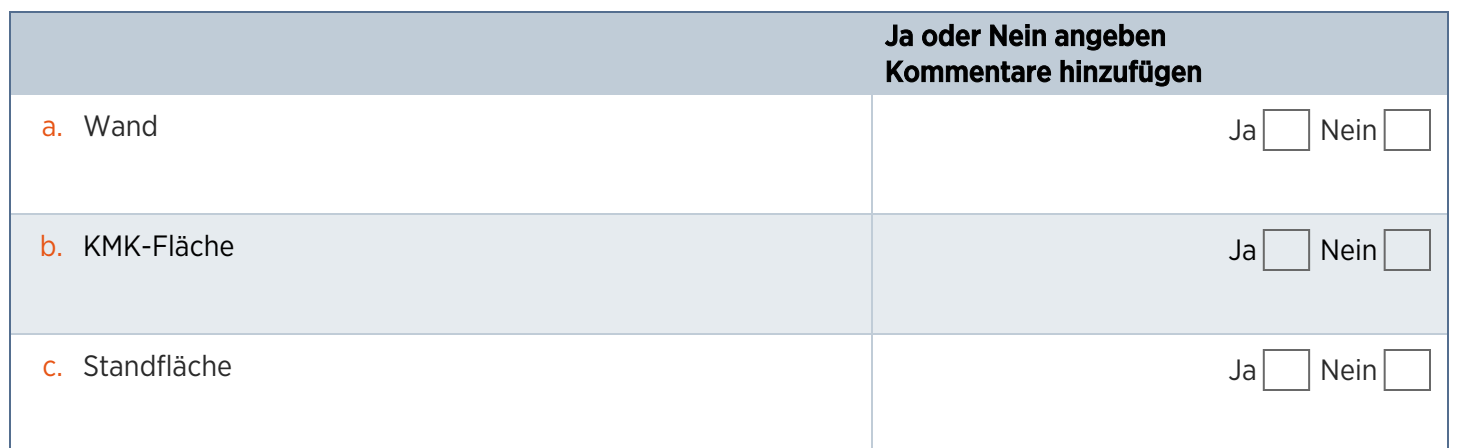 Ja oder Nein angeben
Kommentare hinzufügen
a. Wand Ja Nein
b. KMK-Fläche Ja Nein
c. Standfläche Ja Nein